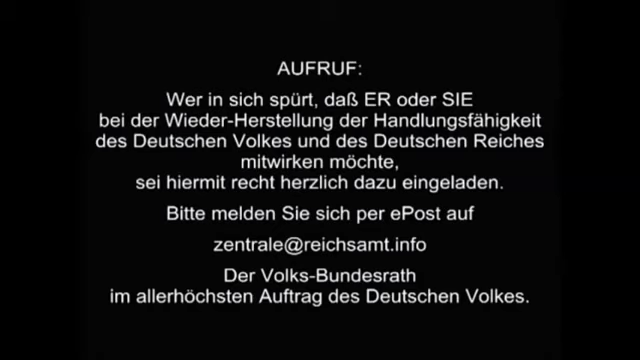 AUFRUF:
Wer in sich spürt, daß ER oder SIE
bei der Wieder-Herstellung der Handlungsfähigkeit
des Deutschen Volkes und des Deutschen Reiches
mitwirken möchte,
sei hiermit recht herzlich dazu eingeladen.
Bitte melden Sie sich per ePost auf
zentrale@reichsamt.info
Der Volks-Bundesrath
im allerhöchsten Auftrag des Deutschen Volkes.